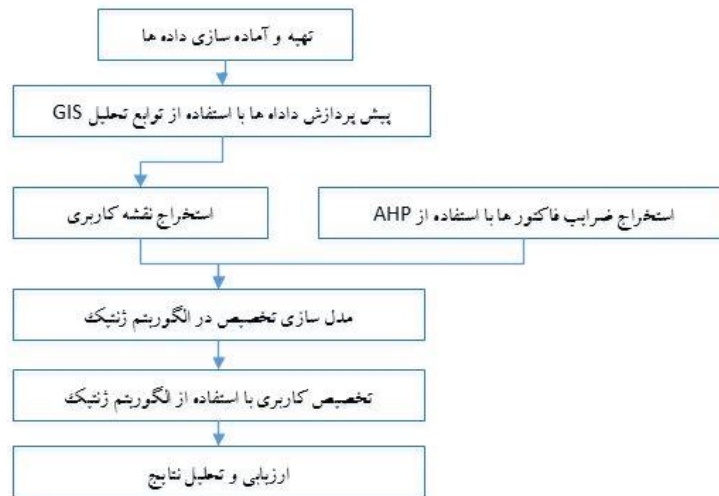 تهیه و آماده سازی داده ها
پیش پردازش داداه ها با استفاده از توابع تحلیل GIS
استخراج ضرایب فاکتور ها با استفاده از AHP
استخراج نقشه کاربری
مدل سازی تخصیص در الگوریتم ژنتیک
تخصیص کاربری با استفاده از الگوریتم ژنتیک
ارزیابی و تحلیل نتایج